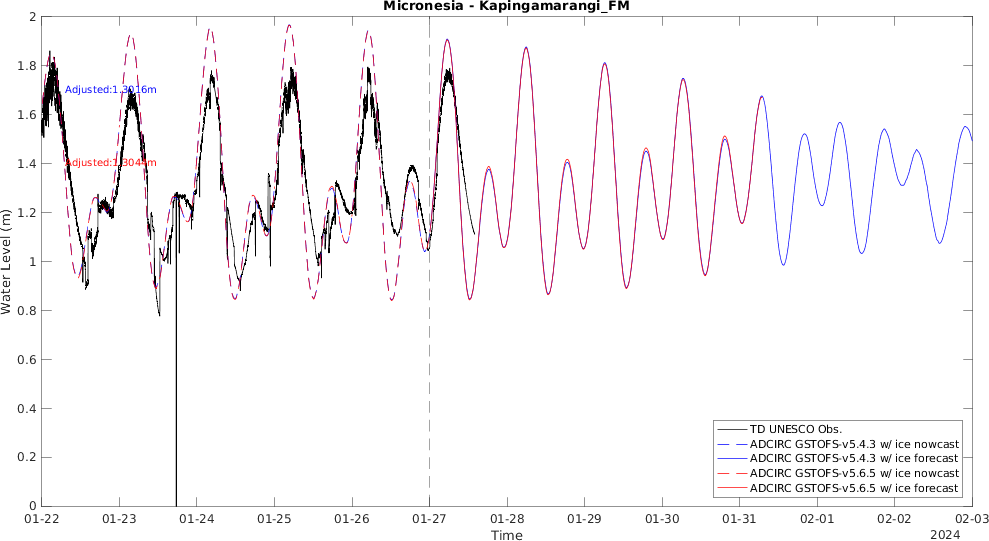 Micronesia - Kapingamarangi_FM
2
1.8
1.6
1.4
1.2
1
0.8
0.6
0.4
0.2
0
Water Level (m)
Adjusted:1.3016m
Adjusted:1.3044m
TD UNESCO Obs.
ADCIRC GSTOFS-v5.4.3 w/ ice nowcast
ADCIRC GSTOFS-v5.4.3 w/ ice forecast
ADCIRC GSTOFS-v5.6.5 w/ ice nowcast
ADCIRC GSTOFS-v5.6.5 w/ ice forecast
01-22 01-23 01-24 01-25 01-26 01-27 01-28 01-29 01-30 01-31 02-01 02-02 02-03
Time
2024